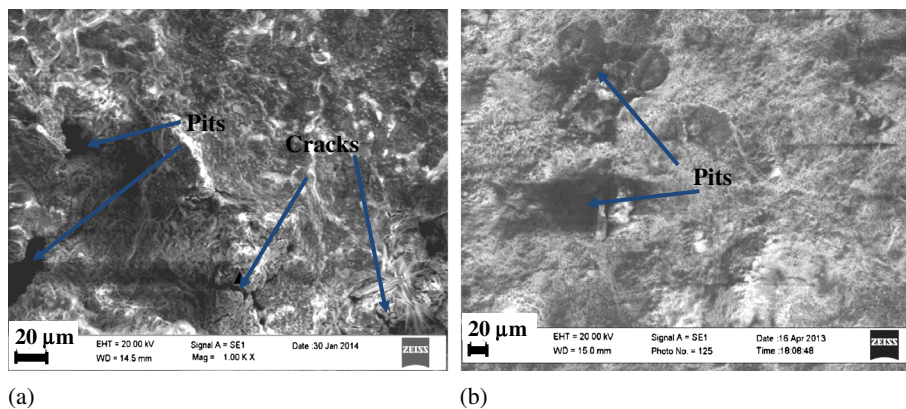 Pits
Cracks
20 µm
EHT = 20.00 kV
Signal A = SE1
Date :30 Jan 2014
WD = 14.5 mm
Mag = 1.00 K X
ZEISS
(a)
Pits
20 µm
EHT = 20.00 kV
Signal A = SE1
Date :16 Apr 2013
WD = 15.0 mm
Photo No. = 125
Time :18:08:48
ZEISS
(b)